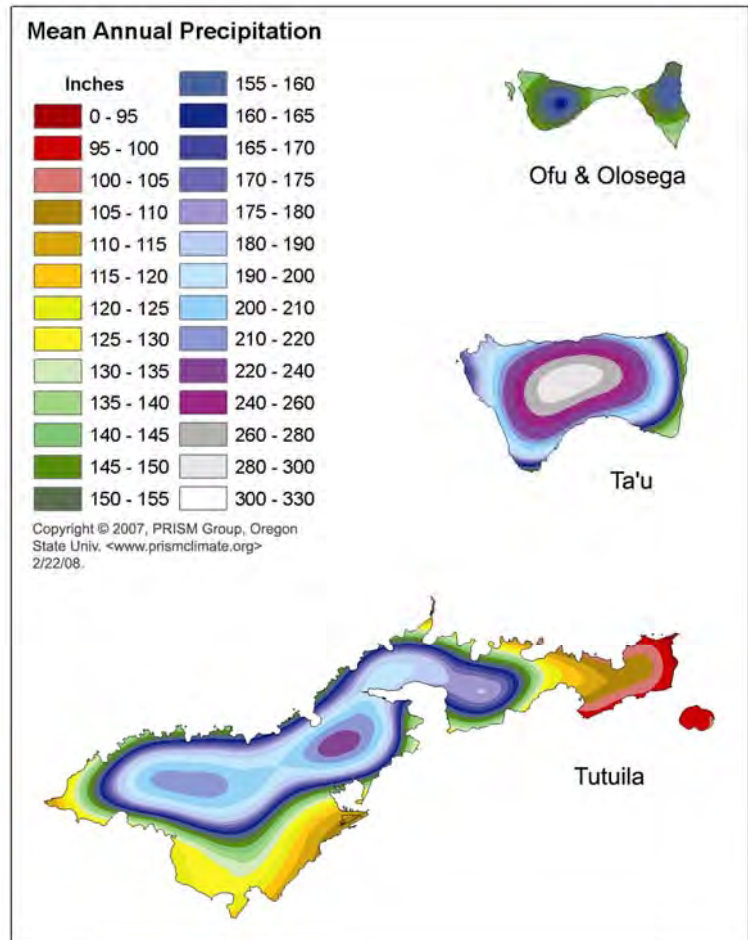 Mean Annual Precipitation
Inches
0 - 95
95 - 100
100 - 105
105 - 110
110 - 115
115 - 120
120 - 125
125 - 130
130 - 135
135 - 140
140 - 145
145 - 150
150 - 155
155 - 160
160 - 165
165 - 170
170 - 175
175 - 180
180 - 190
190 - 200
200 - 210
210 - 220
220 - 240
240 - 260
260 - 280
280 - 300
300 - 330
Copyright © 2007, PRISM Group, Oregon
State Univ. <www.prismclimate.org>
2/22/08.
Ofu & Olosega
Ta'u
Tutuila